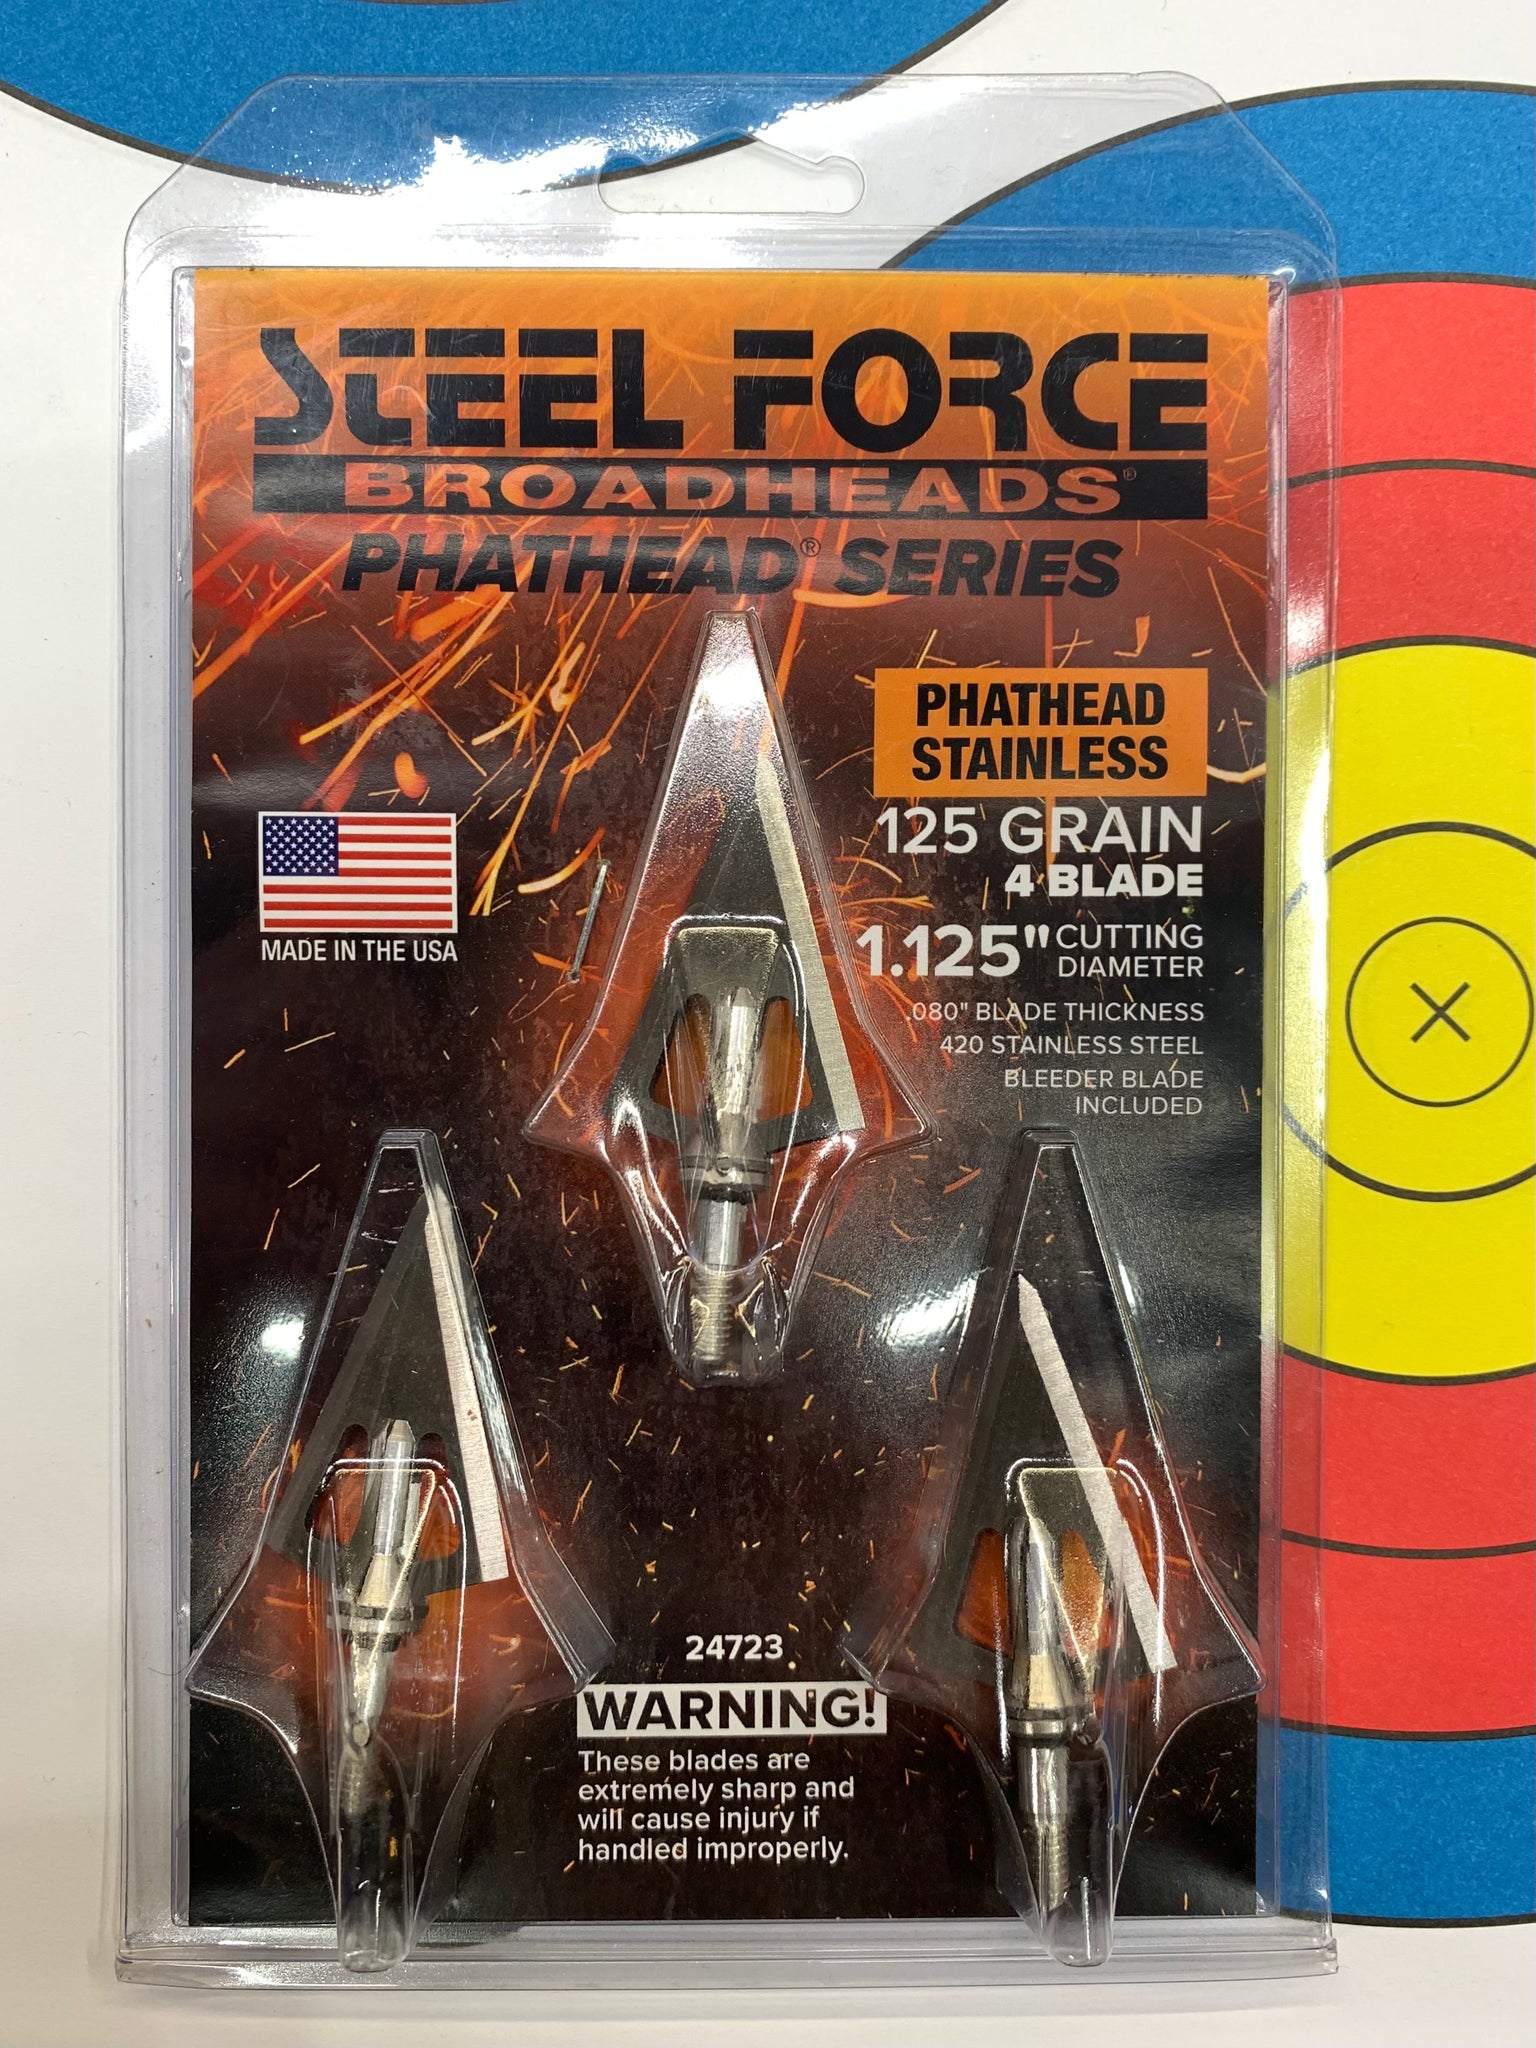 STEEL FORCE
BROADHEADS®
PHATHEAD® SERIES
PHATHEAD
STAINLESS
125 GRAIN
4 BLADE
1.125" CUTTING
DIAMETER
.080" BLADE THICKNESS
420 STAINLESS STEEL
BLEEDER BLADE
INCLUDED
MADE IN THE USA
24723
WARNING!
These blades are
extremely sharp and
will cause injury if
handled improperly.